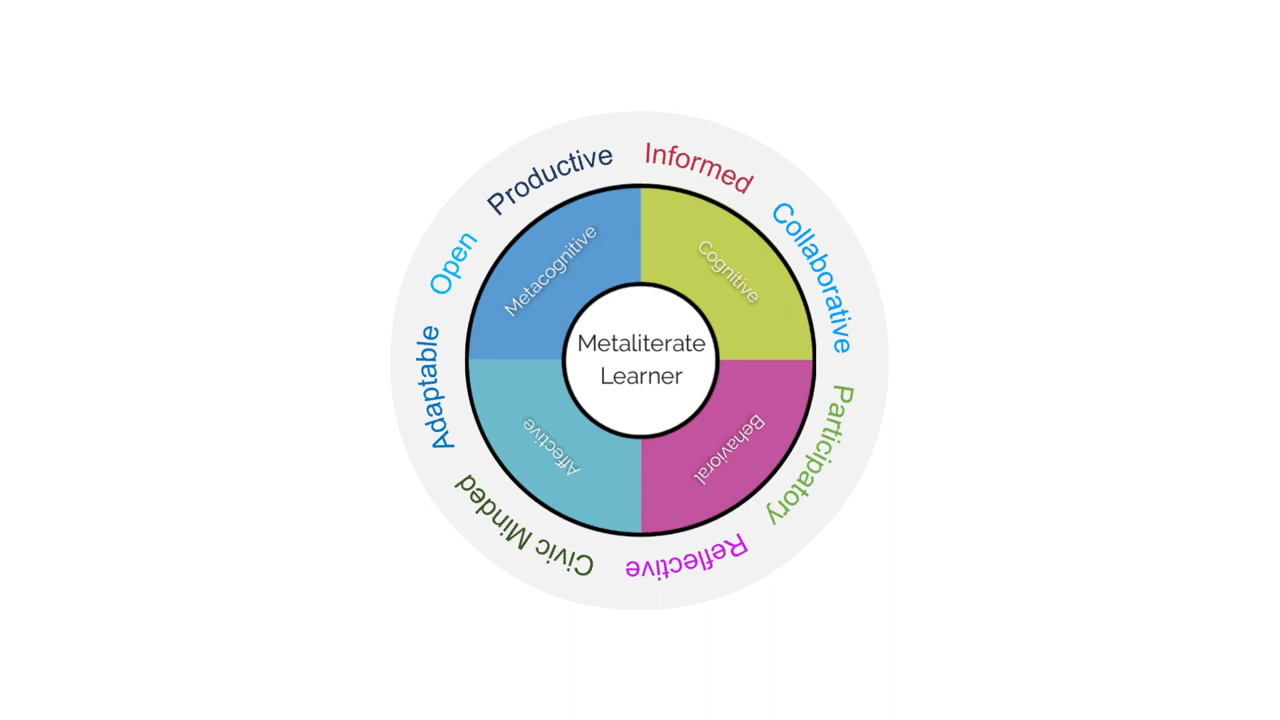 Productive
Informed
Collaborative
Participatory
Reflective
Civic Minded
Adaptable
Open
Metacognitive
Cognitive
Behavioral
Affective
Metaliterate
Learner